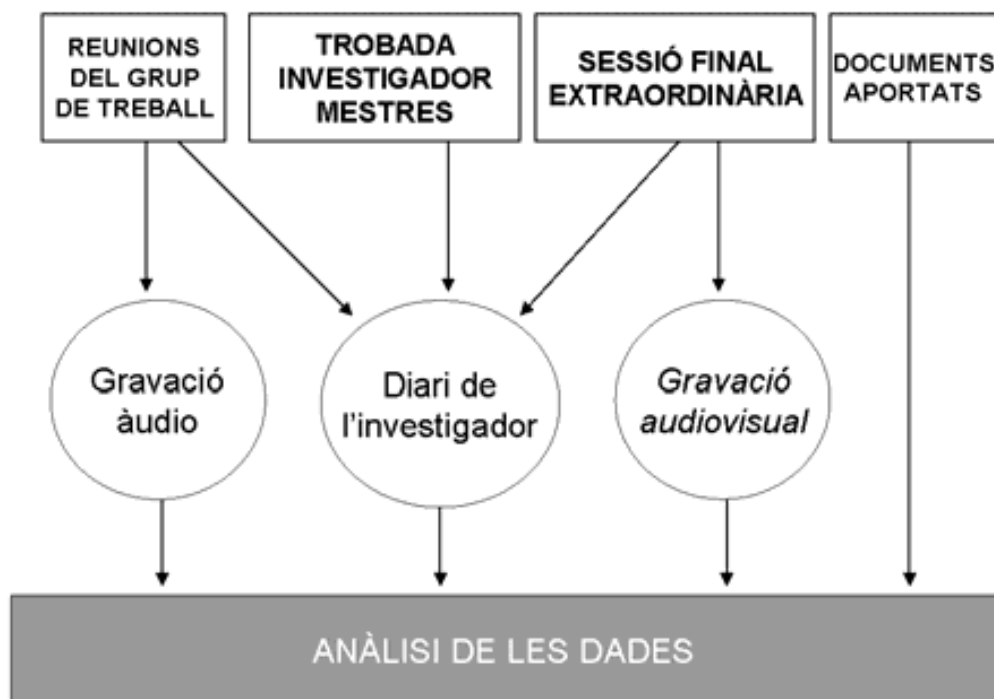 REUNIONS
DEL GRUP
DE TREBALL
TROBADA
INVESTIGADOR
MESTRES
SESSIÓ FINAL
EXTRAORDINÀRIA
DOCUMENTS
APORTATS
Gravació
àudio
Diari de
l'investigador
Gravació
audiovisual
ANÀLISI DE LES DADES